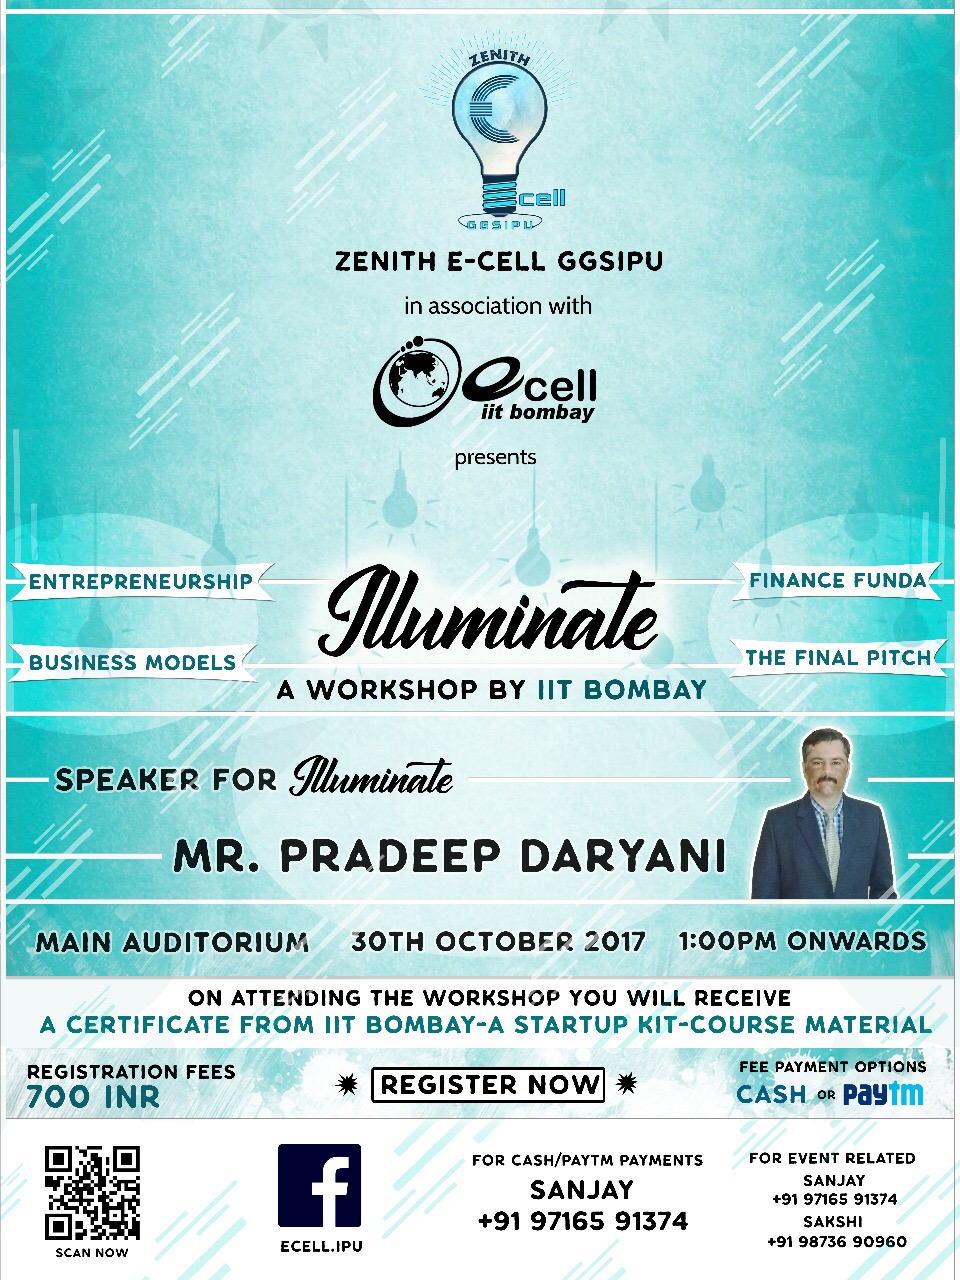 ZENITH
cell
GGSIPU
ZENITH E-CELL GGSIPU
in association with
ecell
iit bombay
presents
ENTREPRENEURSHIP
FINANCE FUNDA
Illuminate
BUSINESS MODELS
THE FINAL PITCH
A WORKSHOP BY IIT BOMBAY
SPEAKER FOR Illuminate
MR. PRADEEP DARYANI
MAIN AUDITORIUM 30TH OCTOBER 2017 1:00PM ONWARDS
ON ATTENDING THE WORKSHOP YOU WILL RECEIVE
A CERTIFICATE FROM IIT BOMBAY-A STARTUP KIT-COURSE MATERIAL
REGISTRATION FEES
700 INR
REGISTER NOW
FEE PAYMENT OPTIONS
CASH OR paytm
SCAN NOW
f
ECELL.IPU
FOR CASH/PAYTM PAYMENTS
SANJAY
+91 97165 91374
FOR EVENT RELATED
SANJAY
+91 97165 91374
SAKSHI
+91 98736 90960